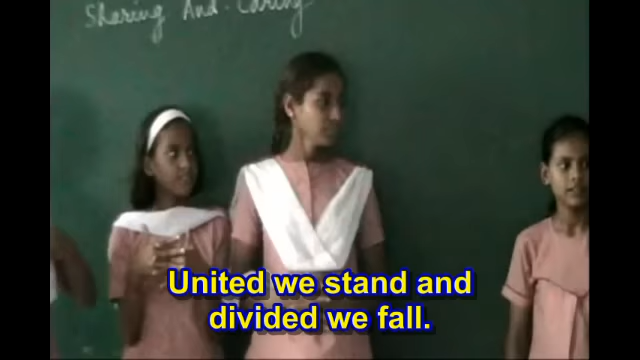 Sharing And. Caring
United we stand and
divided we fall.